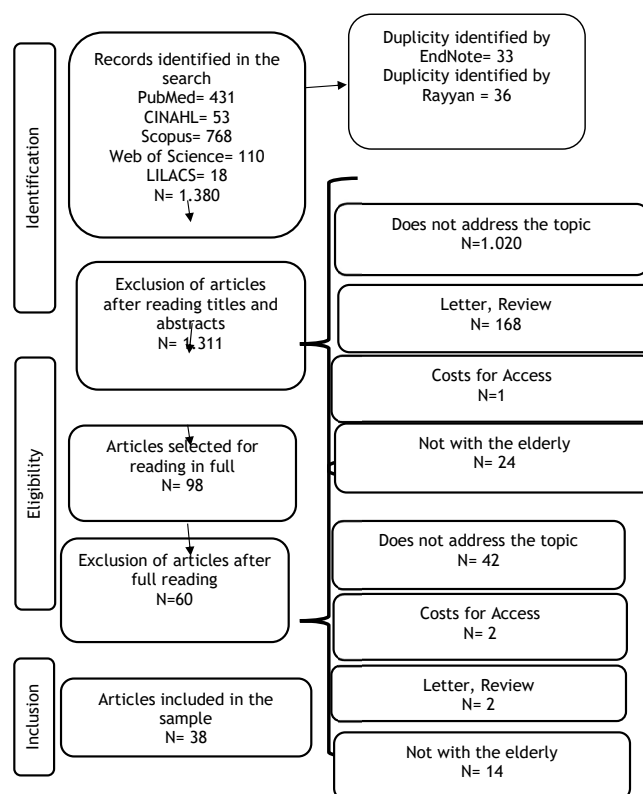 Identification
Records identified in the
search
PubMed= 431
CINAHL= 53
Scopus= 768
Web of Science= 110
LILACS= 18
N= 1.380
Duplicity identified by
EndNote= 33
Duplicity identified by
Rayyan = 36
Exclusion of articles
after reading titles and
abstracts
N= 1.311
Does not address the topic
N=1.020
Letter, Review
N= 168
Costs for Access
N=1
Not with the elderly
N= 24
Eligibility
Articles selected for
reading in full
N= 98
Exclusion of articles after
full reading
N=60
Does not address the topic
N= 42
Costs for Access
N= 2
Letter, Review
N= 2
Not with the elderly
N= 14
Inclusion
Articles included in the
sample
N= 38